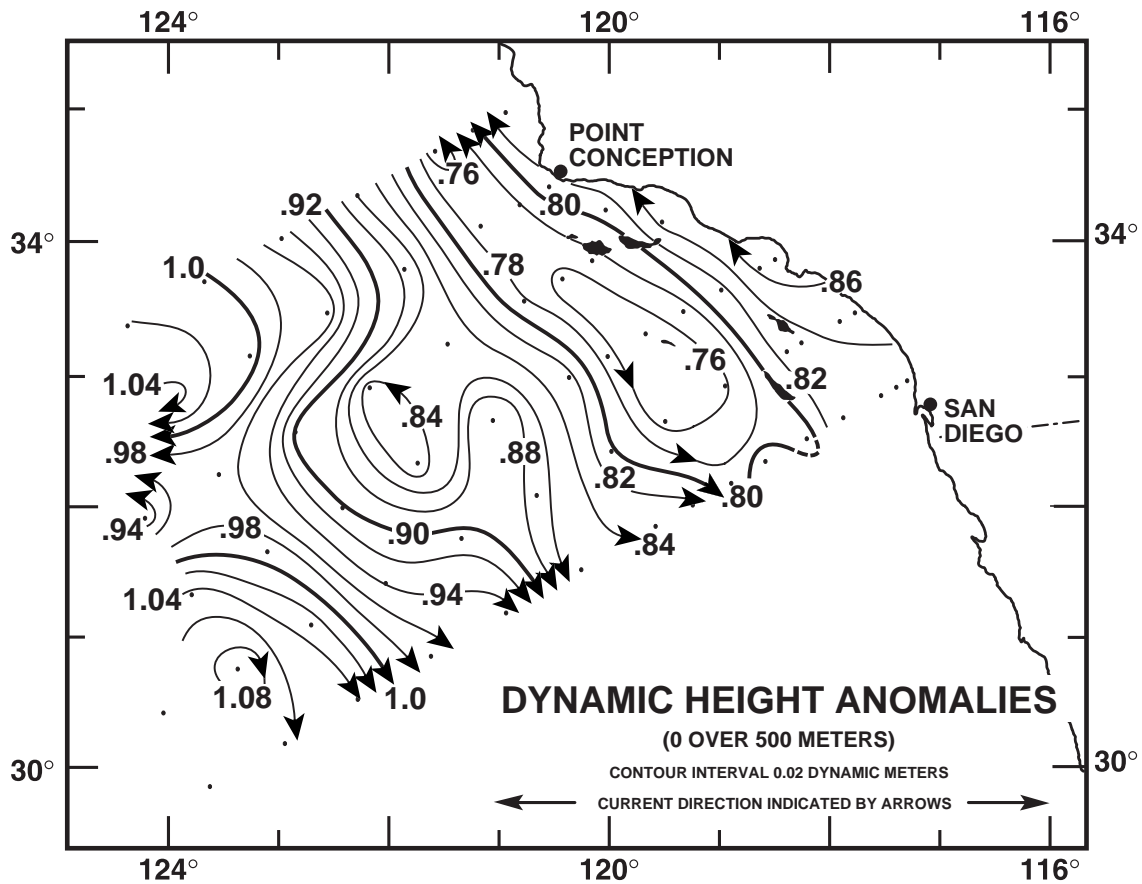 124° 120° 116°
POINT
CONCEPTION
.76
.92 .80
34° 34°
.78
1.0
.86
.76
.82
1.04
.84 SAN
DIEGO
.98 .88
.82
.80
.94 .98 .90
.84
1.04 .94
1.08 1.0
DYNAMIC HEIGHT ANOMALIES
(0 OVER 500 METERS)
30° 30°
CONTOUR INTERVAL 0.02 DYNAMIC METERS
CURRENT DIRECTION INDICATED BY ARROWS
124° 120° 116°